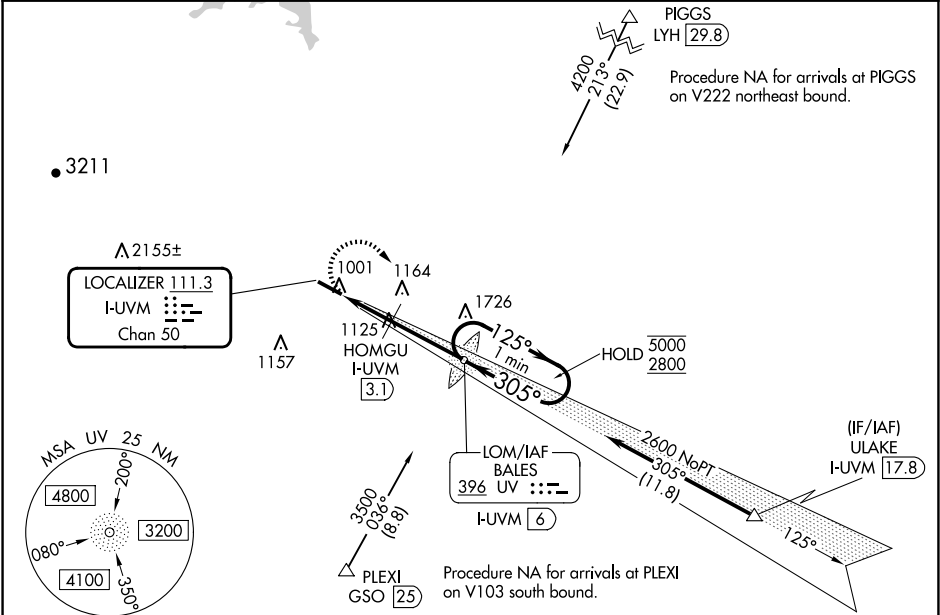 PIGGS
LYH 29.8
4200
213°
(22.9)
Procedure NA for arrivals at PIGGS
on V222 northeast bound.
3211
2155±
LOCALIZER 111.3
I-UVM
Chan 50
1001
1164
1726
1125
HOMGU
I-UVM
3.1
1157
125°
1 min
305°
HOLD 5000
2800
2600 NoPT
305°
(11.8)
(IF/IAF)
ULAKE
I-UVM 17.8
125°
LOM/IAF
BALES
396 UV
I-UVM 6
MSA UV 25 NM
200°
4800
3200
080°
4100
350°
3500
036°
(8.8)
PLEXI
GSO 25
Procedure NA for arrivals at PLEXI
on V103 south bound.